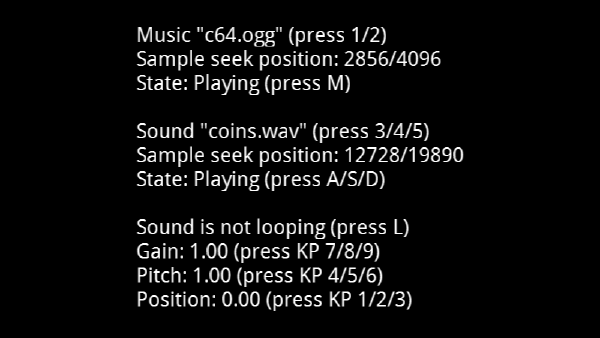 Music "c64.ogg" (press 1/2)
Sample seek position: 2856/4096
State: Playing (press M)
Sound "coins.wav" (press 3/4/5)
Sample seek position: 12728/19890
State: Playing (press A/S/D)
Sound is not looping (press L)
Gain: 1.00 (press KP 7/8/9)
Pitch: 1.00 (press KP 4/5/6)
Position: 0.00 (press KP 1/2/3)